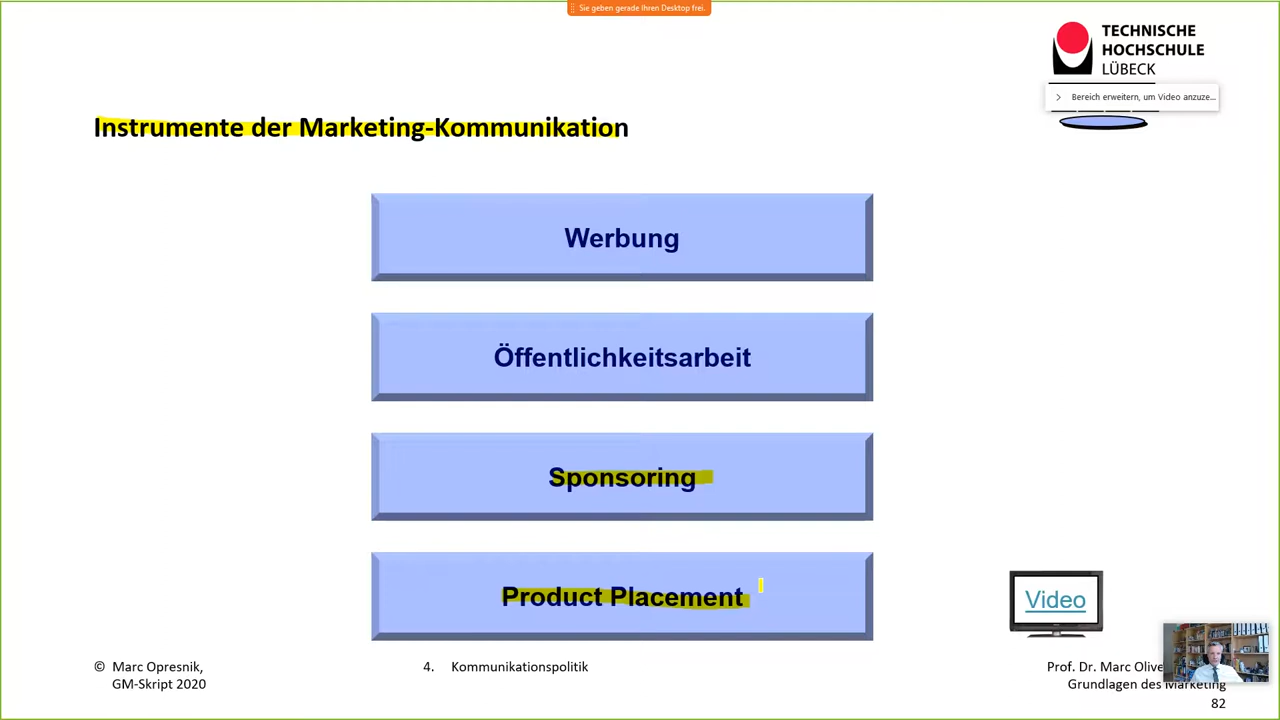 Sie geben gerade Ihren Desktop frei.
TECHNISCHE
HOCHSCHULE
LÜBECK
Bereich erweitern, um Video anzuze...
Instrumente der Marketing-Kommunikation
Werbung
Öffentlichkeitsarbeit
Sponsoring
Product Placement
Video
© Marc Opresnik,
GM-Skript 2020
4. Kommunikationspolitik
Prof. Dr. Marc Olive
Grundlagen des Marketing
82